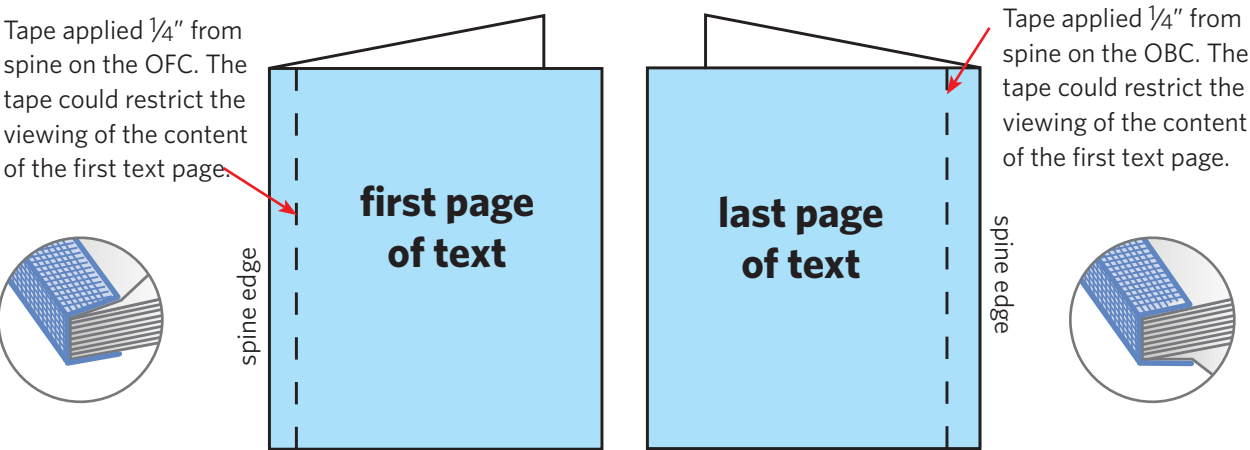 Tape applied ¼” from
spine on the OFC. The
tape could restrict the
viewing of the content
of the first text page.
spine edge
first page
of text
last page
of text
spine edge
Tape applied ¼” from
spine on the OBC. The
tape could restrict the
viewing of the content
of the first text page.